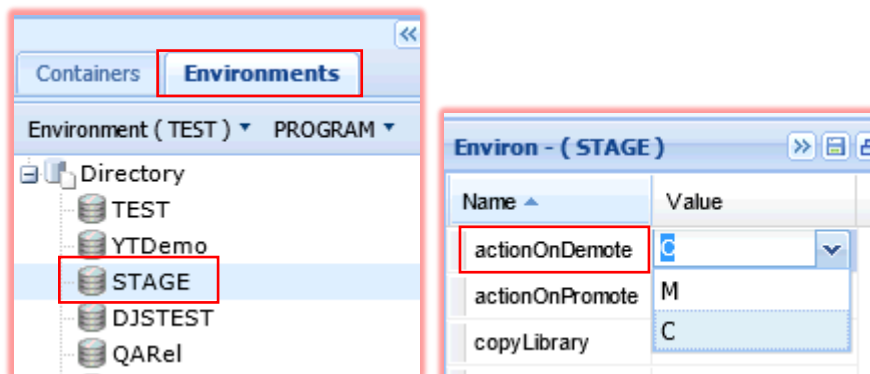 Containers Environments
Environment ( TEST ) PROGRAM
Directory
TEST
YTDemo
STAGE
DJSTEST
QARel
Environ - ( STAGE )
Name Value
actionOnDemote C
actionOnPromote M
copyLibrary C